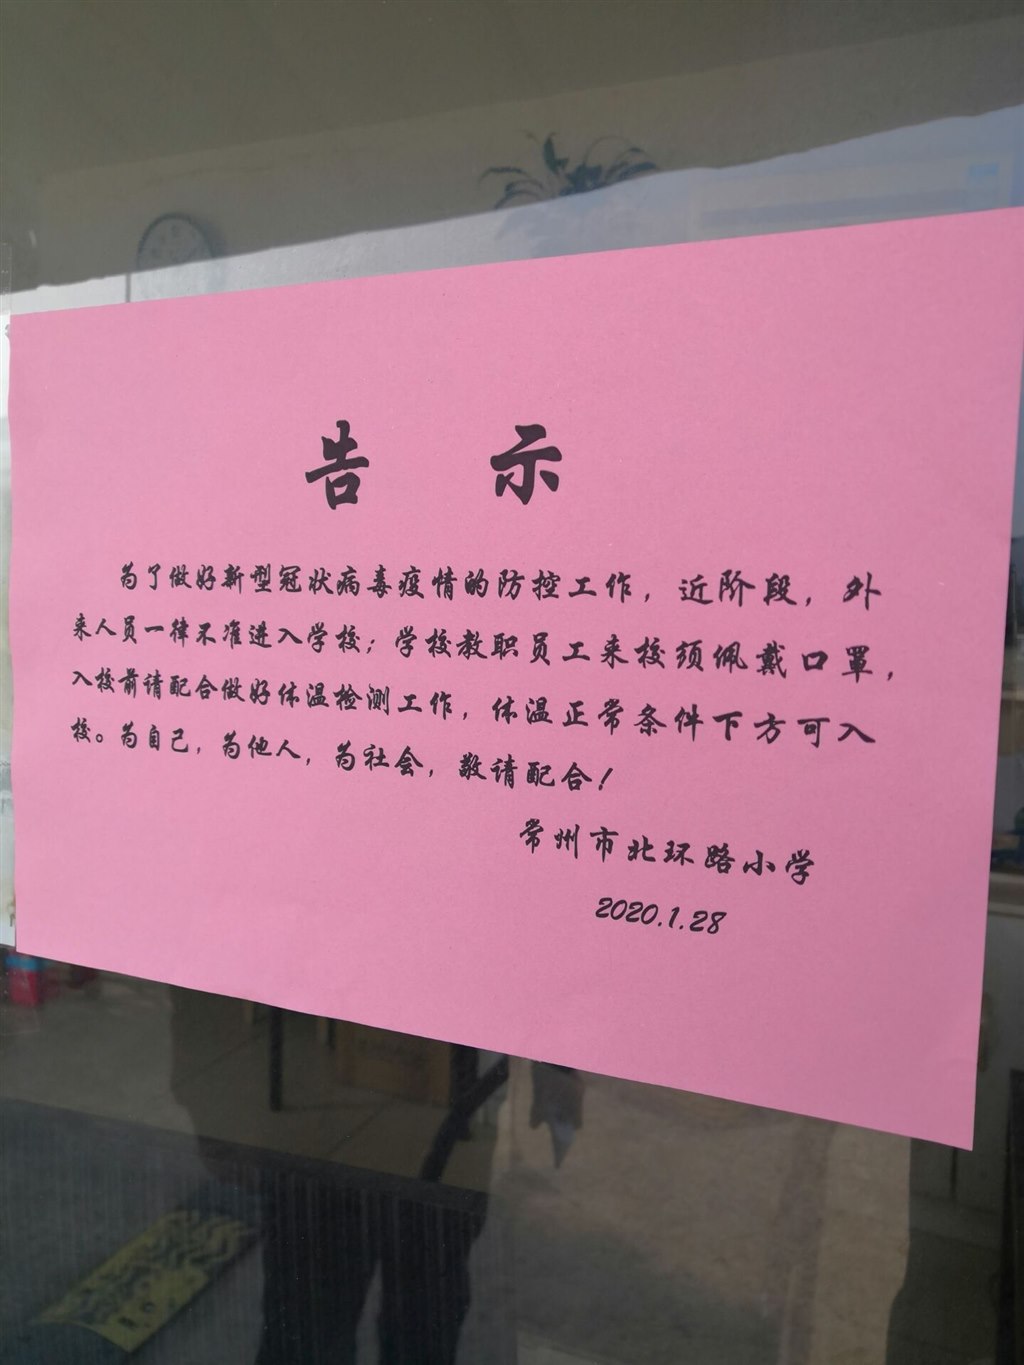 告 示
为了做好新型冠状病毒疫情的防控工作，近阶段，外
来人员一律不准进入学校；学校教职员工来校须佩戴口罩，
入校前请配合做好体温检测工作，体温正常条件下方可入
校。为自己，为他人，为社会，敬请配合！
常州市北环路小学
2020.1.28